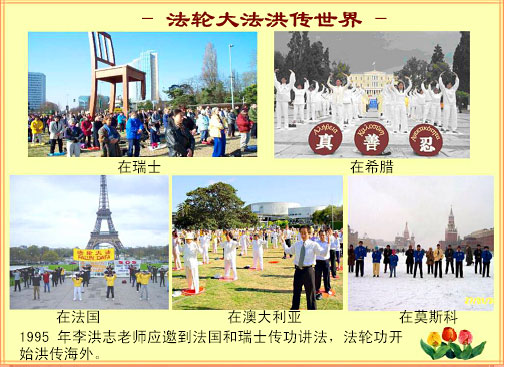 - 法轮大法洪传世界 -
在瑞士
真
善
忍
在希腊
在法国
在澳大利亚
在莫斯科
1995 年李洪志老师应邀到法国和瑞士传功讲法，法轮功开
始洪传海外。